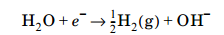 H₂O + e⁻ → ½H₂(g) + OH⁻